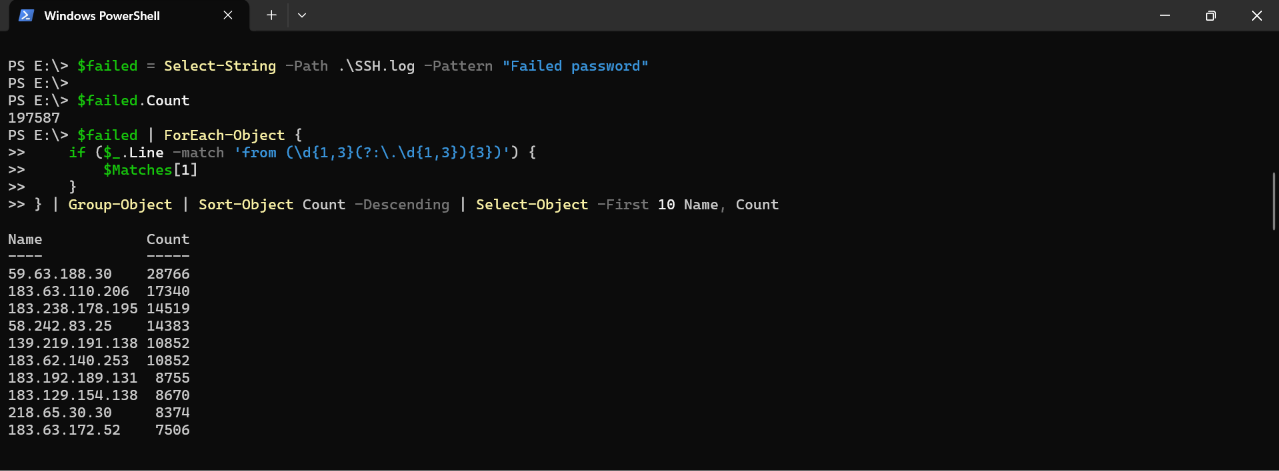 Windows PowerShell
PS E:\> $failed = Select-String -Path .\SSH.log -Pattern "Failed password"
PS E:\>
PS E:\> $failed.Count
197587
PS E:\> $failed | ForEach-Object {
>>     if ($_.Line -match 'from (\d{1,3}(?:\.\d{1,3}){3})') {
>>         $Matches[1]
>>     }
>> } | Group-Object | Sort-Object Count -Descending | Select-Object -First 10 Name, Count
Name            Count
----            -----
59.63.188.30    28766
183.63.110.206  17340
183.238.178.195 14519
58.242.83.25    14383
139.219.191.138 10852
183.62.140.253  10852
183.192.189.131  8755
183.129.154.138  8670
218.65.30.30     8374
183.63.172.52    7506